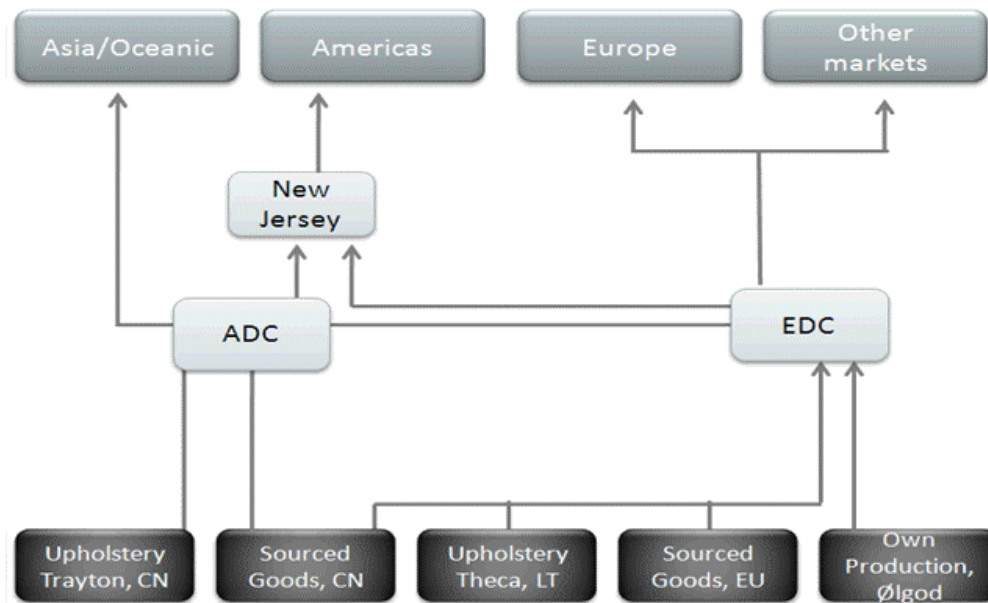 Asia/Oceanic
Americas
Europe
Other
markets
New
Jersey
ADC
EDC
Upholstery
Trayton, CN
Sourced
Goods, CN
Upholstery
Theca, LT
Sourced
Goods, EU
Own
Production,
Ølgod